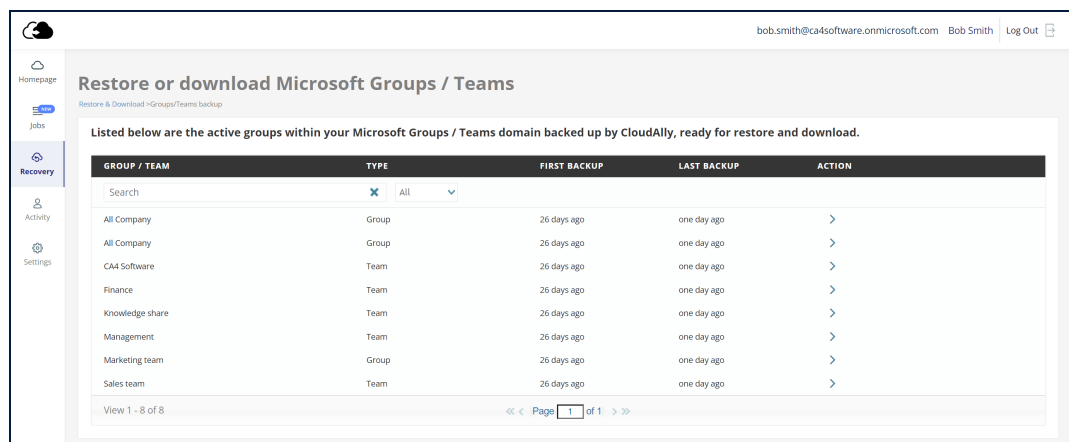 bob.smith@ca4software.onmicrosoft.com Bob Smith Log Out
Homepage
NEW
Jobs
Recovery
Activity
Settings
Restore or download Microsoft Groups / Teams
Restore & Download >Groups/Teams backup
Listed below are the active groups within your Microsoft Groups / Teams domain backed up by CloudAlly, ready for restore and download.
GROUP / TEAM TYPE FIRST BACKUP LAST BACKUP ACTION
Search All
All Company Group 26 days ago one day ago
All Company Group 26 days ago one day ago
CA4 Software Team 26 days ago one day ago
Finance Team 26 days ago one day ago
Knowledge share Team 26 days ago one day ago
Management Team 26 days ago one day ago
Marketing team Group 26 days ago one day ago
Sales team Team 26 days ago one day ago
View 1 - 8 of 8 Page 1 of 1